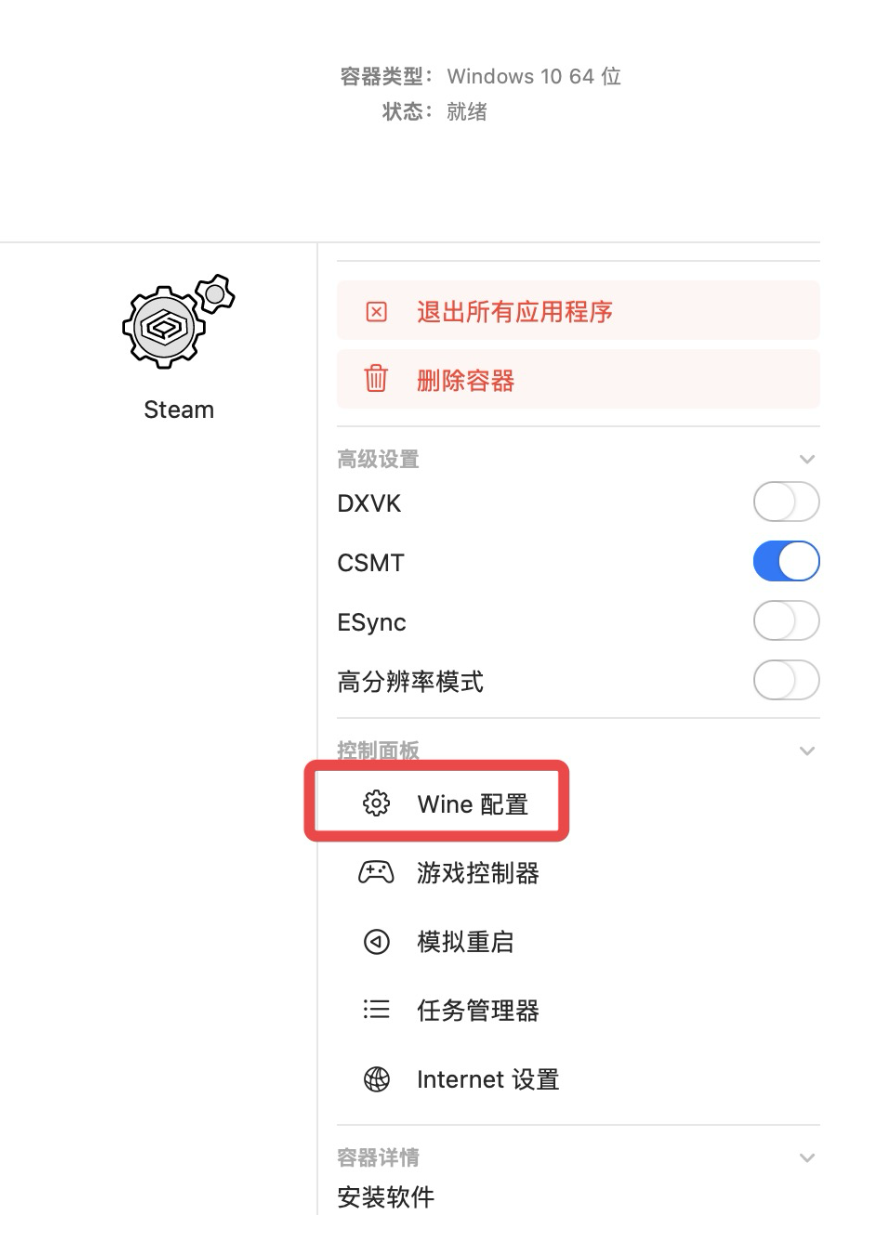 容器类型： Windows 10 64 位
状态： 就绪
Steam
退出所有应用程序
删除容器
高级设置
DXVK
CSMT
ESync
高分辨率模式
控制面板
Wine 配置
游戏控制器
模拟重启
任务管理器
Internet 设置
容器详情
安装软件